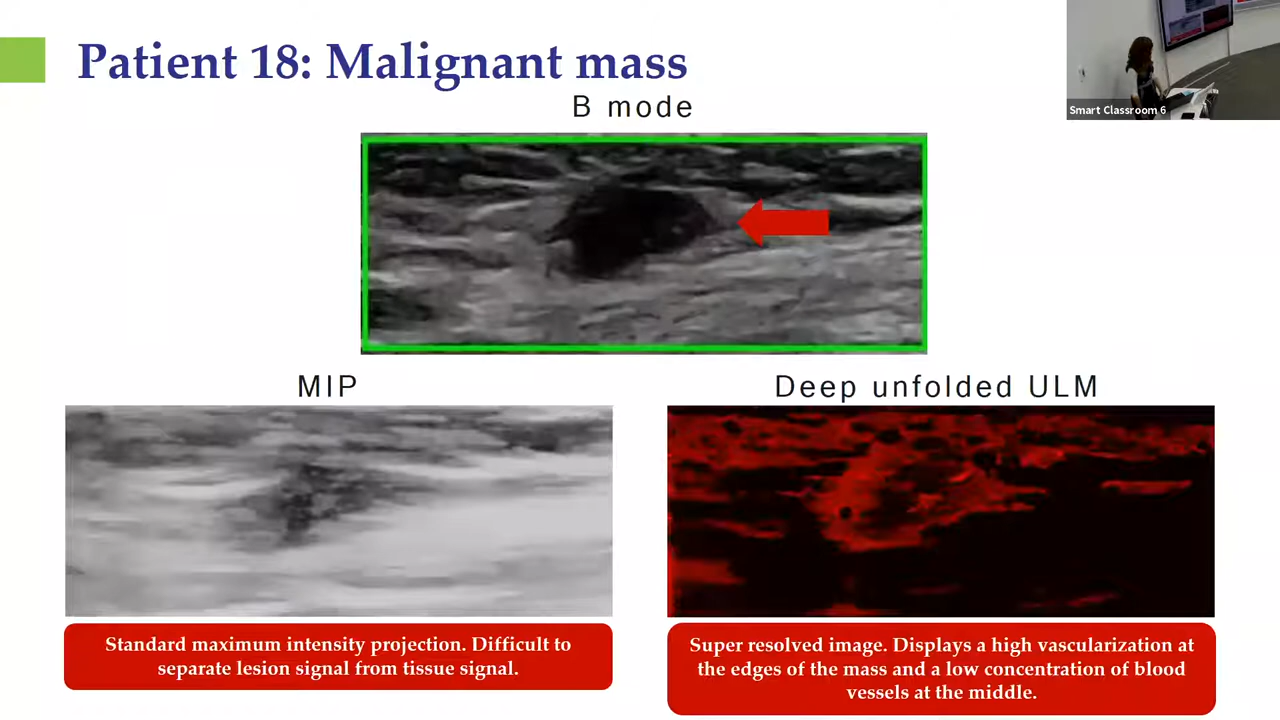 Patient 18: Malignant mass
B mode
Smart Classroom 6
MIP
Deep unfolded ULM
Standard maximum intensity projection. Difficult to
separate lesion signal from tissue signal.
Super resolved image. Displays a high vascularization at
the edges of the mass and a low concentration of blood
vessels at the middle.